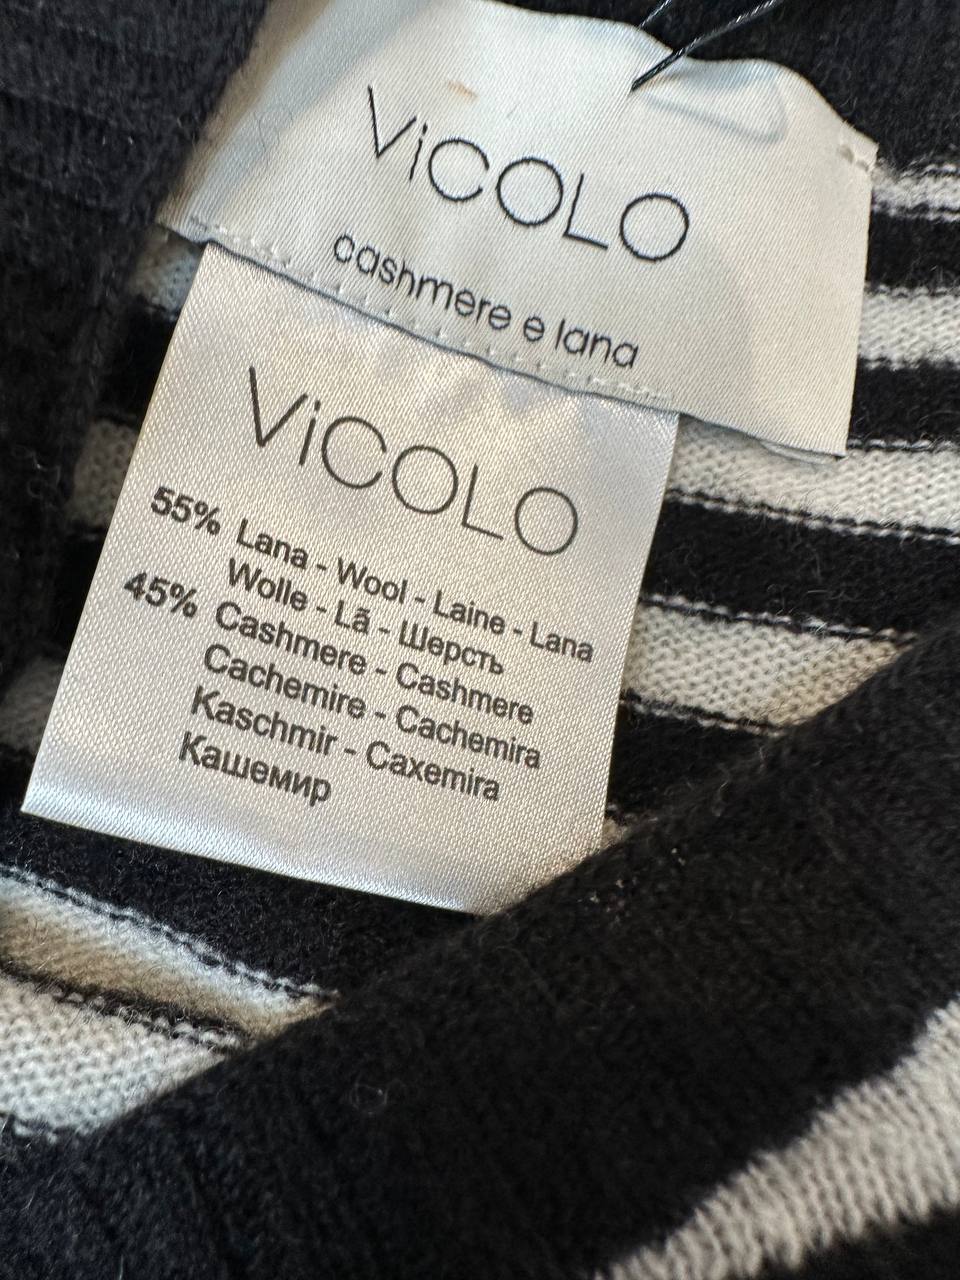 ViCOLO
cashmere e lana
ViCOLO
55% Lana - Wool - Laine - Lana
Wolle - Lã - Шерсть
45% Cashmere - Cashmere
Cachemire - Cachemira
Kaschmir - Caxemira
Кашемир